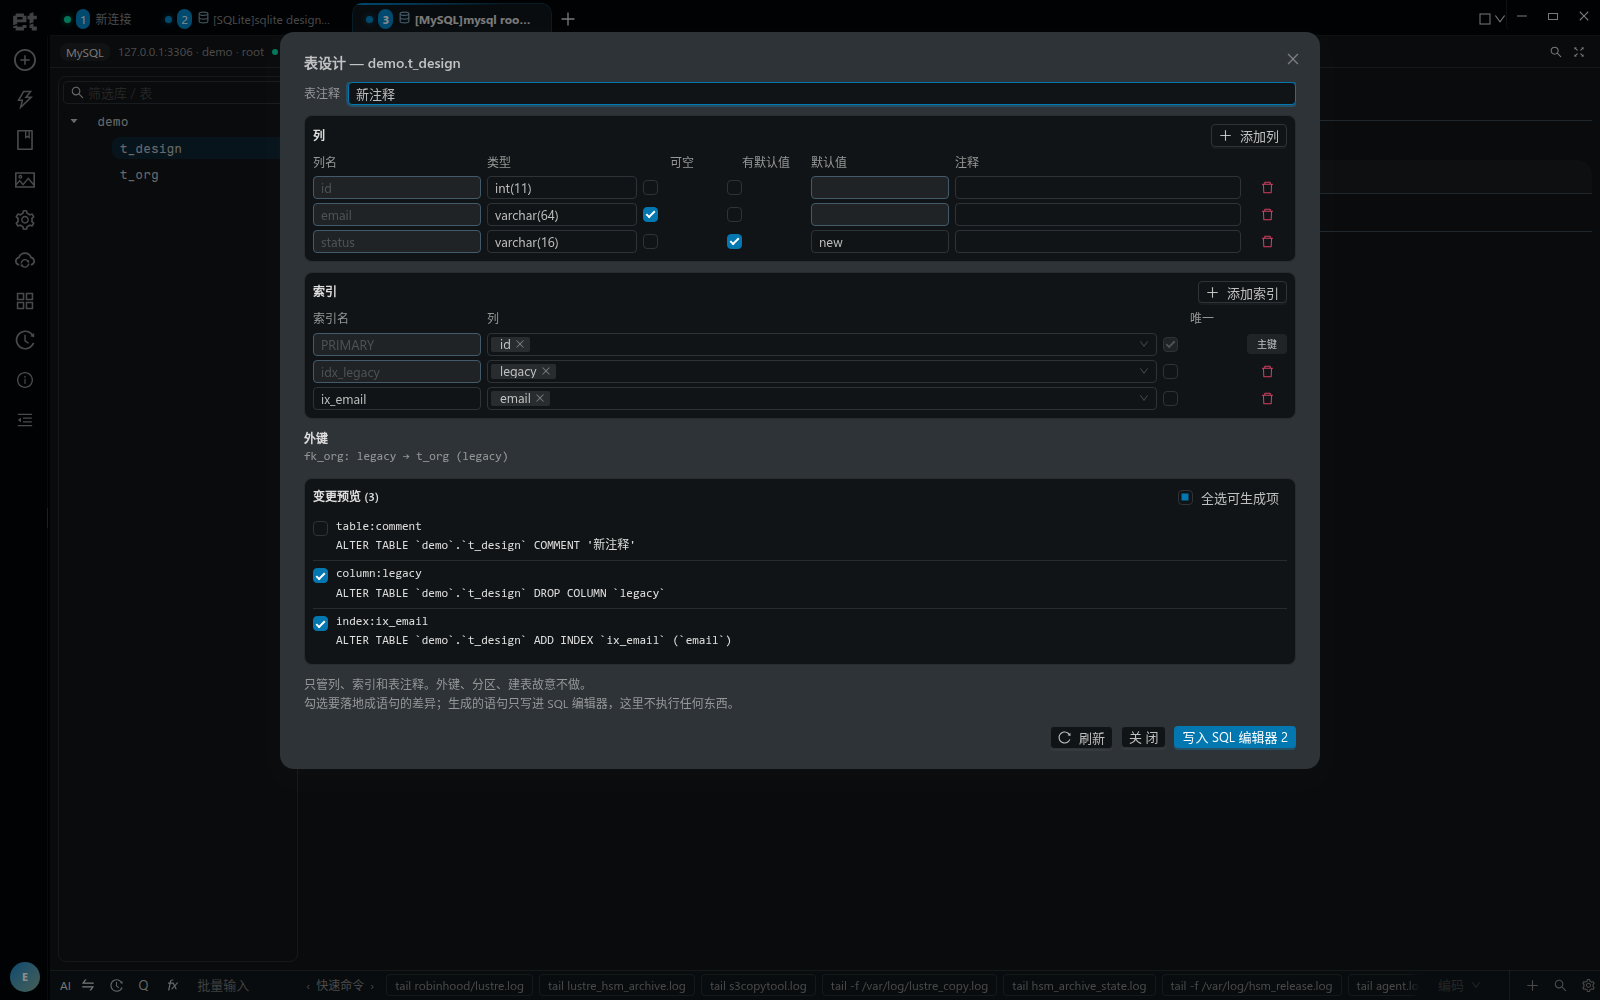 et
1 新连接
2 [SQLite]sqlite design...
3 [MySQL]mysql roo...
MySQL 127.0.0.1:3306 · demo · root
筛选库 / 表
demo
t_design
t_org
表设计 — demo.t_design
表注释 新注释
列
添加列
列名 类型 可空 有默认值 默认值 注释
id int(11)
email varchar(64)
status varchar(16) new
索引
添加索引
索引名 列 唯一
PRIMARY id 主键
idx_legacy legacy
ix_email email
外键
fk_org: legacy → t_org (legacy)
变更预览 (3)
全选可生成项
table:comment
ALTER TABLE `demo`.`t_design` COMMENT '新注释'
column:legacy
ALTER TABLE `demo`.`t_design` DROP COLUMN `legacy`
index:ix_email
ALTER TABLE `demo`.`t_design` ADD INDEX `ix_email` (`email`)
只管列、索引和表注释。外键、分区、建表故意不做。
勾选要落地成语句的差异；生成的语句只写进 SQL 编辑器，这里不执行任何东西。
刷新 关 闭 写入 SQL 编辑器 2
E
AI Q fx 批量输入 ‹ 快速命令 › tail robinhood/lustre.log tail lustre_hsm_archive.log tail s3copytool.log tail -f /var/log/lustre_copy.log tail hsm_archive_state.log tail -f /var/log/hsm_release.log tail agent.lo 编码